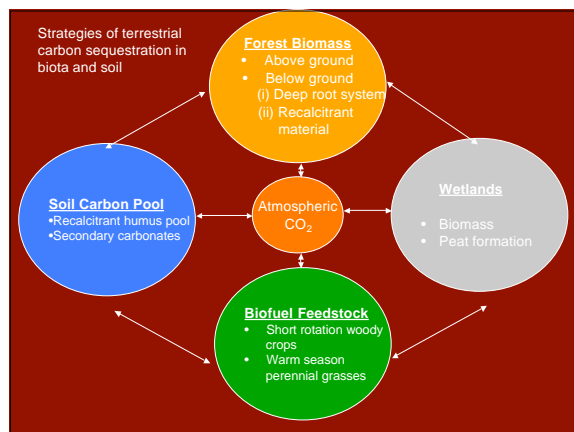 Strategies of terrestrial
carbon sequestration in
biota and soil
Forest Biomass
• Above ground
• Below ground
(i) Deep root system
(ii) Recalcitrant
material
Soil Carbon Pool
•Recalcitrant humus pool
•Secondary carbonates
Atmospheric
CO₂
Wetlands
• Biomass
• Peat formation
Biofuel Feedstock
• Short rotation woody
crops
• Warm season
perennial grasses